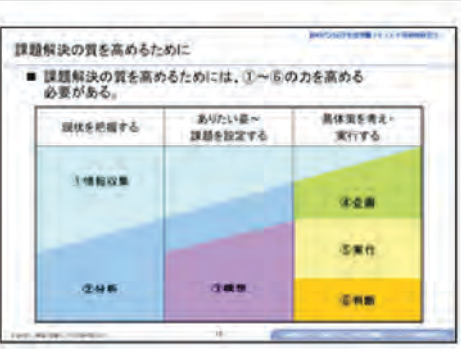 課題解決の質を高めるために
■ 課題解決の質を高めるためには、①~⑥の力を高める
必要がある。
現状を把握する
ありたい姿~
課題を設定する
具体策を考え・
実行する
①情報収集
②分析
③構想
④企画
⑤実行
⑥判断